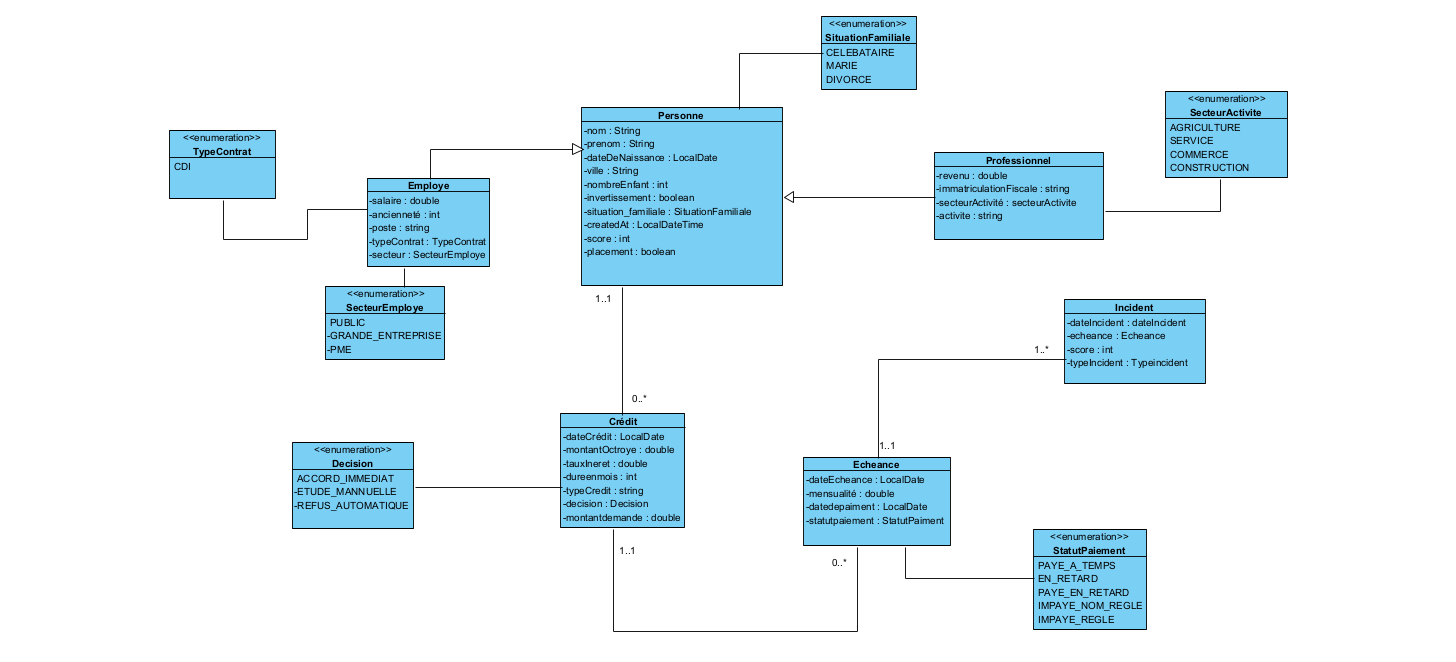 <<enumeration>>
SituationFamiliale
CELEBATAIRE
MARIE
DIVORCE
<<enumeration>>
SecteurActivite
AGRICULTURE
SERVICE
COMMERCE
CONSTRUCTION
Personne
-nom : String
-prenom : String
-dateDeNaissance : LocalDate
-ville : String
-nombreEnfant : int
-invertissement : boolean
-situation_familiale : SituationFamiliale
-createdAt : LocalDateTime
-score : int
-placement : boolean
<<enumeration>>
TypeContrat
CDI
Professionnel
-revenu : double
-immatriculationFiscale : string
-secteurActivité : secteurActivite
-activite : string
Employe
-salaire : double
-ancienneté : int
-poste : string
-typeContrat : TypeContrat
-secteur : SecteurEmploye
<<enumeration>>
SecteurEmploye
PUBLIC
-GRANDE_ENTREPRISE
-PME
1..1
0..*
Incident
-dateIncident : dateIncident
-echeance : Echeance
-score : int
-typeIncident : Typeincident
1..*
1..1
Crédit
-dateCrédit : LocalDate
-montantOctroye : double
-tauxIneret : double
-dureenmois : int
-typeCredit : string
-decision : Decision
-montantdemande : double
<<enumeration>>
Decision
ACCORD_IMMEDIAT
-ETUDE_MANNUELLE
-REFUS_AUTOMATIQUE
Echeance
-dateEcheance : LocalDate
-mensualité : double
-datedepaiment : LocalDate
-statutpaiement : StatutPaiment
1..1
0..*
<<enumeration>>
StatutPaiement
PAYE_A_TEMPS
EN_RETARD
PAYE_EN_RETARD
IMPAYE_NOM_REGLE
IMPAYE_REGLE